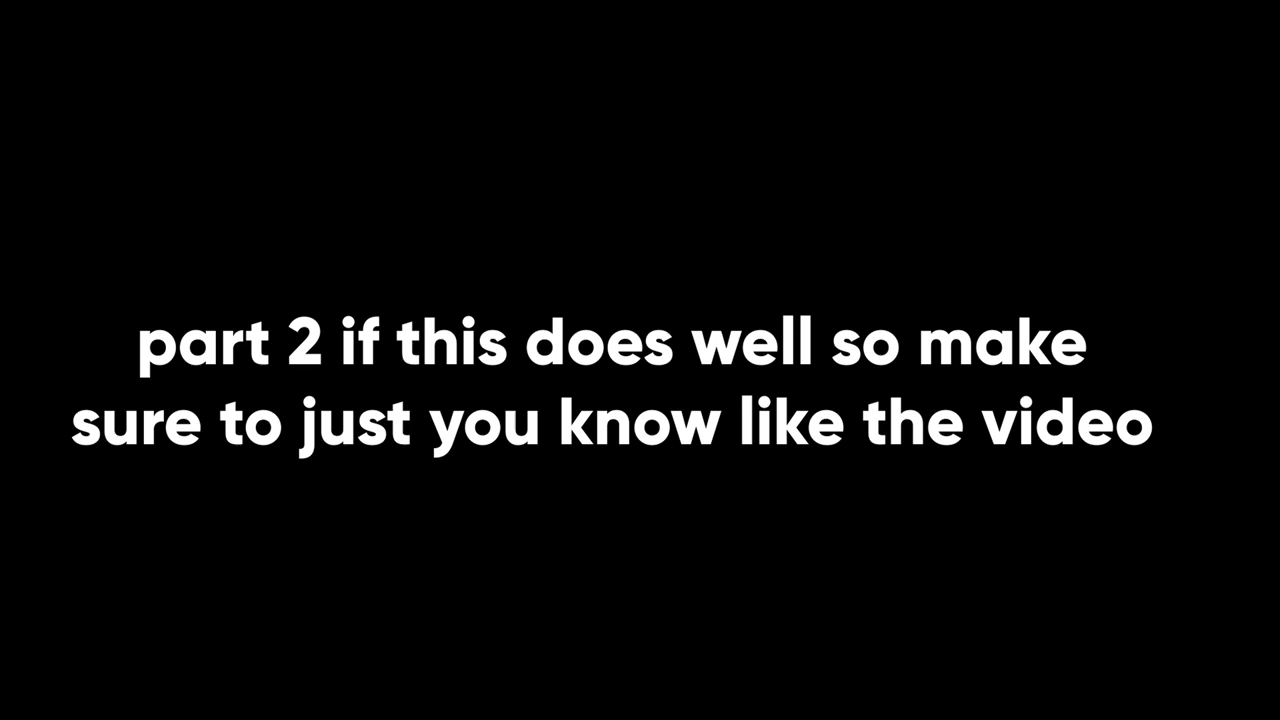 part 2 if this does well so make
sure to just you know like the video